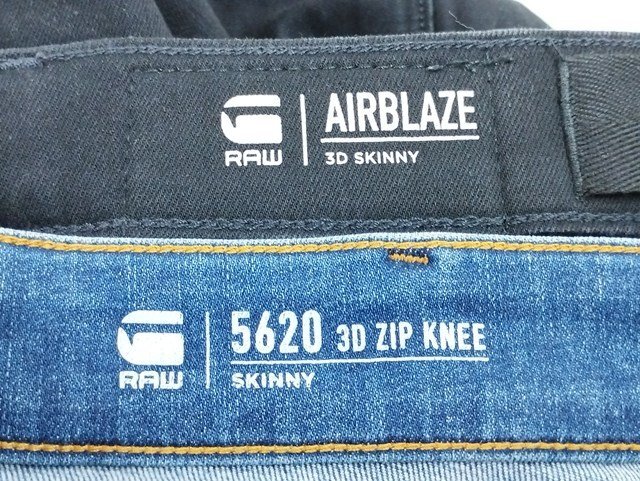 RAW
AIRBLAZE
3D SKINNY
RAW
5620 3D ZIP KNEE
SKINNY